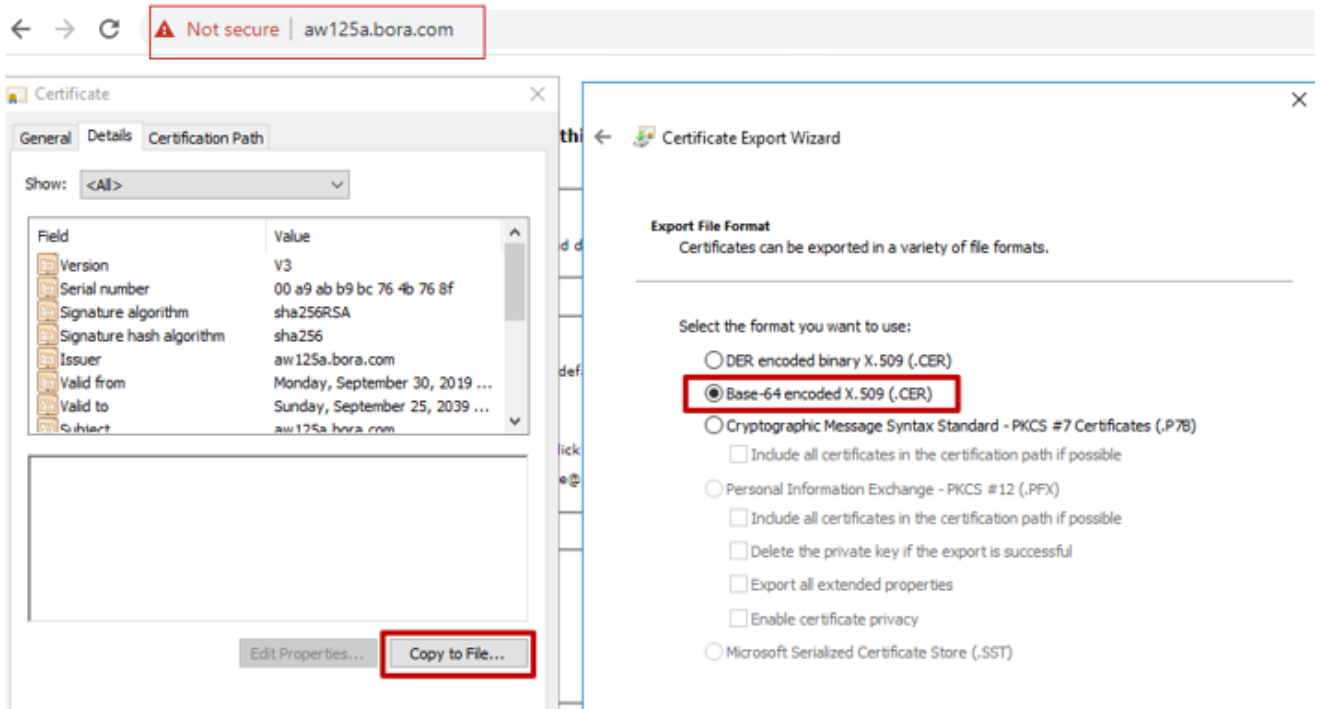 Not secure | aw125a.bora.com
Certificate
General Details Certification Path
Show: <All>
Field Value
Version V3
Serial number 00 a9 ab b9 bc 76 4b 76 8f
Signature algorithm sha256RSA
Signature hash algorithm sha256
Issuer aw125a.bora.com
Valid from Monday, September 30, 2019 ...
Valid to Sunday, September 25, 2039 ...
Subject aw125a.bora.com
Edit Properties...
Copy to File...
thi
d d
def
lick
e@
Certificate Export Wizard
Export File Format
Certificates can be exported in a variety of file formats.
Select the format you want to use:
DER encoded binary X.509 (.CER)
Base-64 encoded X.509 (.CER)
Cryptographic Message Syntax Standard - PKCS #7 Certificates (.P7B)
Include all certificates in the certification path if possible
Personal Information Exchange - PKCS #12 (.PFX)
Include all certificates in the certification path if possible
Delete the private key if the export is successful
Export all extended properties
Enable certificate privacy
Microsoft Serialized Certificate Store (.SST)